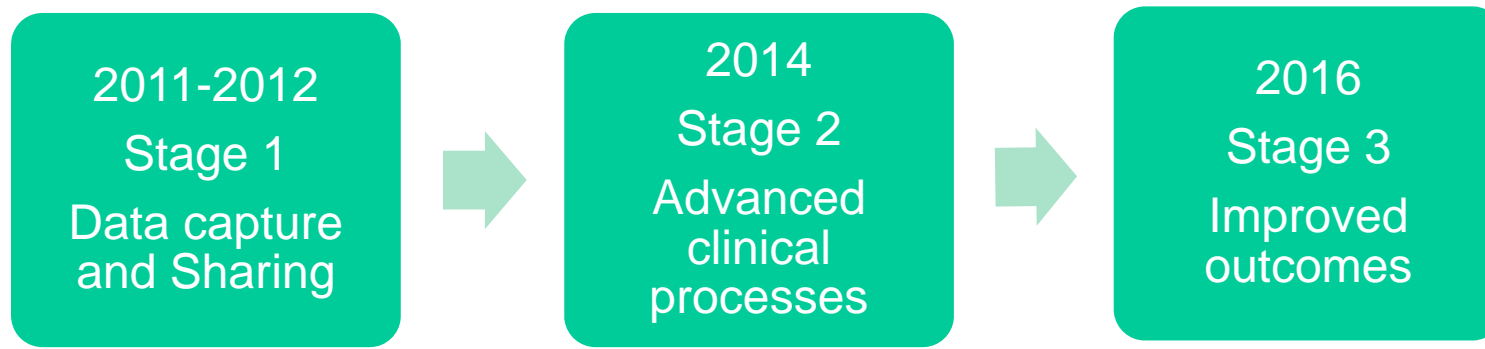 2011-2012
Stage 1
Data capture
and Sharing
2014
Stage 2
Advanced
clinical
processes
2016
Stage 3
Improved
outcomes